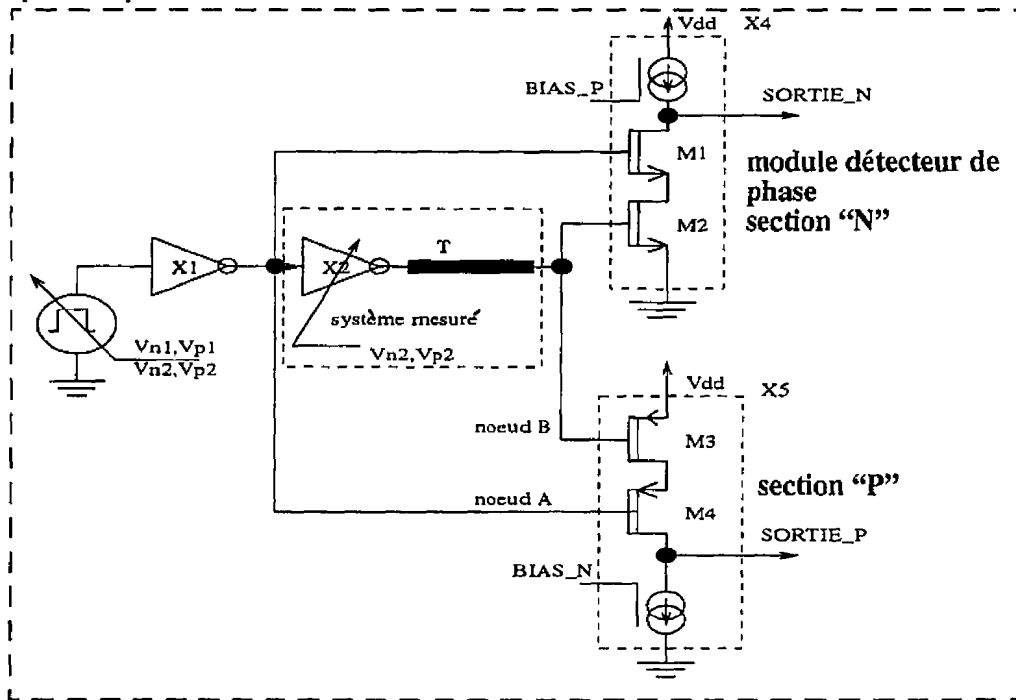 Vdd X4
BIAS_P
SORTIE_N
M1
module détecteur de
phase
section “N”
M2
T
X1
X2
système mesuré
Vn2,Vp2
Vn1,Vp1
Vn2,Vp2
Vdd X5
noeud B
M3
section “P”
noeud A
M4
SORTIE_P
BIAS_N